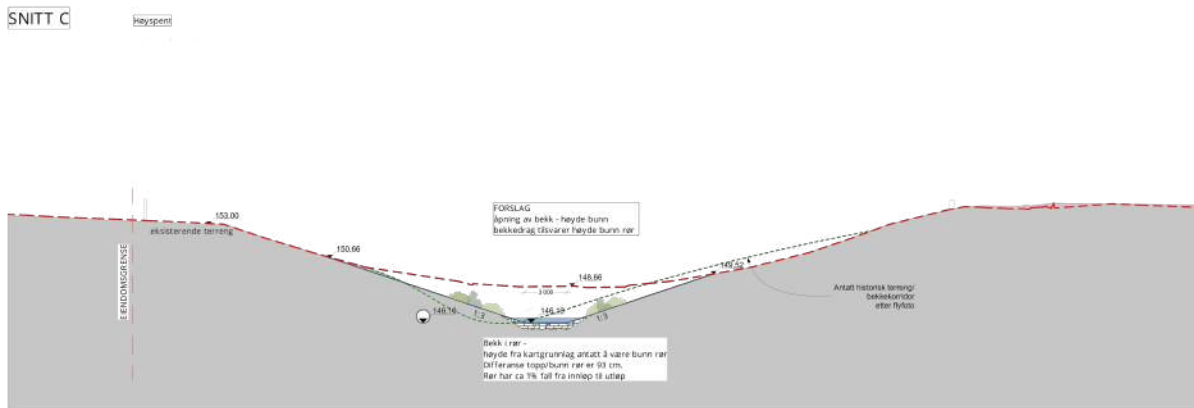 SNITT C
Høyspent
153.00
eksisterende terreng
EIENDOMSGRENSE
150.66
FORSLAG
åpning av bekk - høyde bunn
bekkedrag tilsvarer høyde bunn rør
148.66
3 000
149.52
Antatt historisk terreng/
bekkekorridor
etter flyfoto
146.16
1:3
146.13
1:3
Bekk i rør -
høyde fra kartgrunnlag antatt å være bunn rør
Differanse topp/bunn rør er 93 cm.
Rør har ca 1% fall fra innløp til utløp